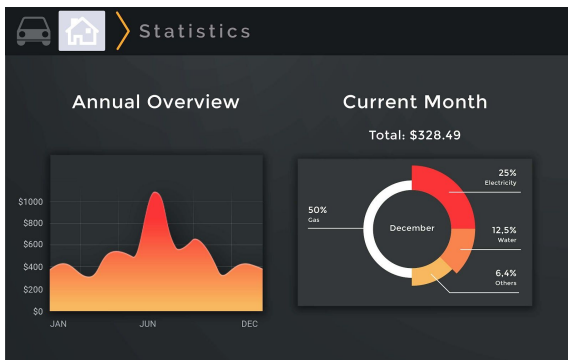 Statistics
Annual Overview
$1000
$800
$600
$400
$200
$0
JAN
JUN
DEC
Current Month
Total: $328.49
50%
Gas
December
25%
Electricity
12,5%
Water
6,4%
Others